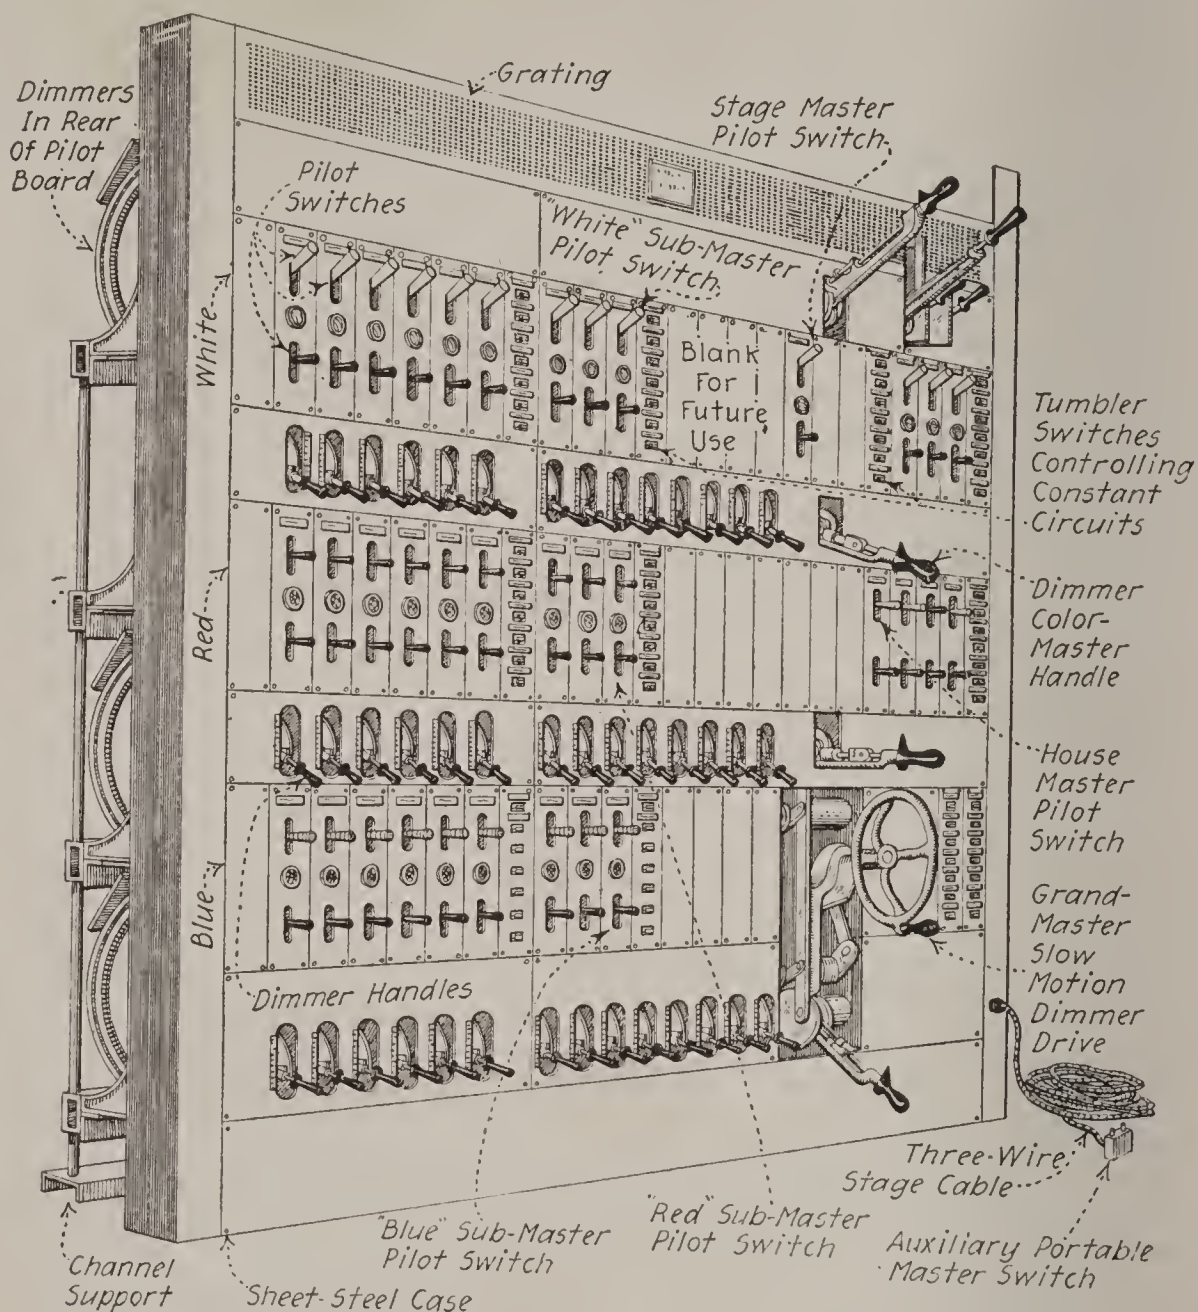 Grating
Dimmers
In Rear
Of Pilot
Board
Stage Master
Pilot Switch
Pilot
Switches
"White" Sub-Master
Pilot Switch
White
Blank
For
Future
Use
Tumbler
Switches
Controlling
Constant
Circuits
Red
Dimmer
Color-
Master
Handle
House
Master
Pilot
Switch
Blue
Grand-
Master
Slow
Motion
Dimmer
Drive
Dimmer Handles
Three-Wire
Stage Cable
"Blue" Sub-Master
Pilot Switch
"Red" Sub-Master
Pilot Switch
Auxiliary Portable
Master Switch
Channel
Support
Sheet-Steel Case